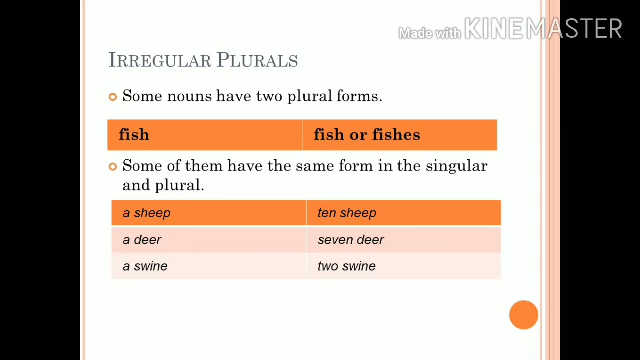 Made with KINEMASTER
IRREGULAR PLURALS
Some nouns have two plural forms.
fish fish or fishes
Some of them have the same form in the singular
and plural.
a sheep ten sheep
a deer seven deer
a swine two swine